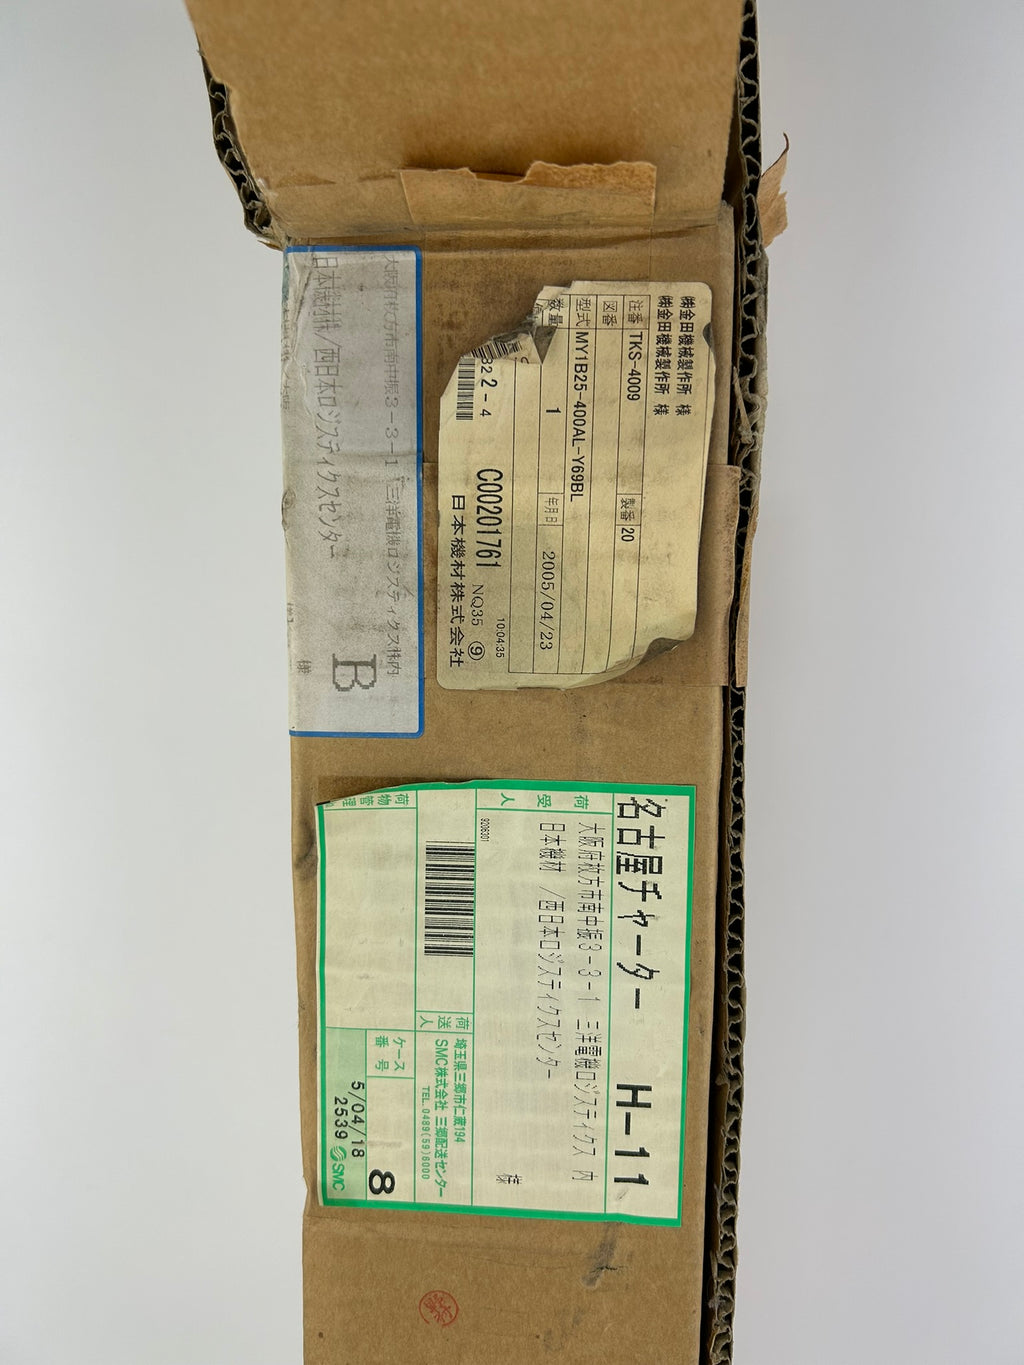 大阪府枚方市南中振3-3-1 三洋電機ロジスティクス㈱内
日本機材㈱/西日本ロジスティクスセンター
B
様
㈱金田機械製作所 様
㈱金田機械製作所 様
注番 TKS-4009 製番 20
図番
型式 MY1B25-400AL-Y69BL
数量 1 年月日 2005/04/23
10:04:35
C00201761 NQ35 ⑨
322-4
日本機材株式会社
名古屋チャーター H-11
荷受人
大阪府枚方市南中振3-3-1 三洋電機ロジスティクス 内
日本機材 /西日本ロジスティクスセンター
様
9206301
荷送人
埼玉県三郷市仁蔵194
SMC株式会社 三郷配送センター
TEL.0489(59)6000
荷物管理
ケース番号
8
5/04/18
2539 SMC